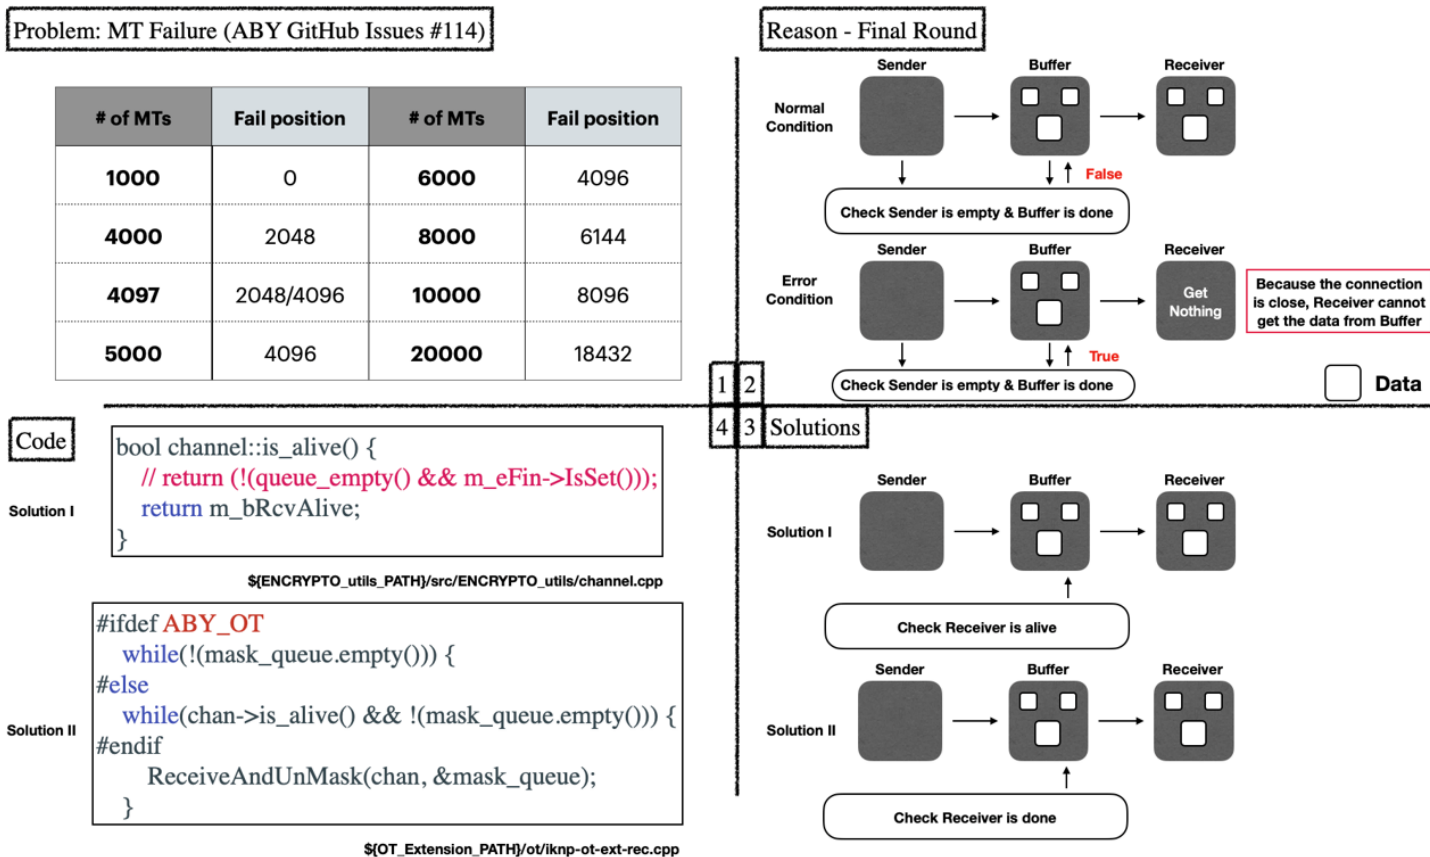 Problem: MT Failure (ABY GitHub Issues #114)
# of MTs Fail position # of MTs Fail position
1000 0 6000 4096
4000 2048 8000 6144
4097 2048/4096 10000 8096
5000 4096 20000 18432
1
Reason - Final Round
Sender Buffer Receiver
Normal
Condition
False
Check Sender is empty & Buffer is done
Sender Buffer Receiver
Error
Condition
Get
Nothing
Because the connection
is close, Receiver cannot
get the data from Buffer
True
Check Sender is empty & Buffer is done
Data
2
3 Solutions
Sender Buffer Receiver
Solution I
Check Receiver is alive
Sender Buffer Receiver
Solution II
Check Receiver is done
4
Code
Solution I
bool channel::is_alive() {
// return (!(queue_empty() && m_eFin->IsSet()));
return m_bRcvAlive;
}
${ENCRYPTO_utils_PATH}/src/ENCRYPTO_utils/channel.cpp
Solution II
#ifdef ABY_OT
while(!(mask_queue.empty())) {
#else
while(chan->is_alive() && !(mask_queue.empty())) {
#endif
ReceiveAndUnMask(chan, &mask_queue);
}
${OT_Extension_PATH}/ot/iknp-ot-ext-rec.cpp